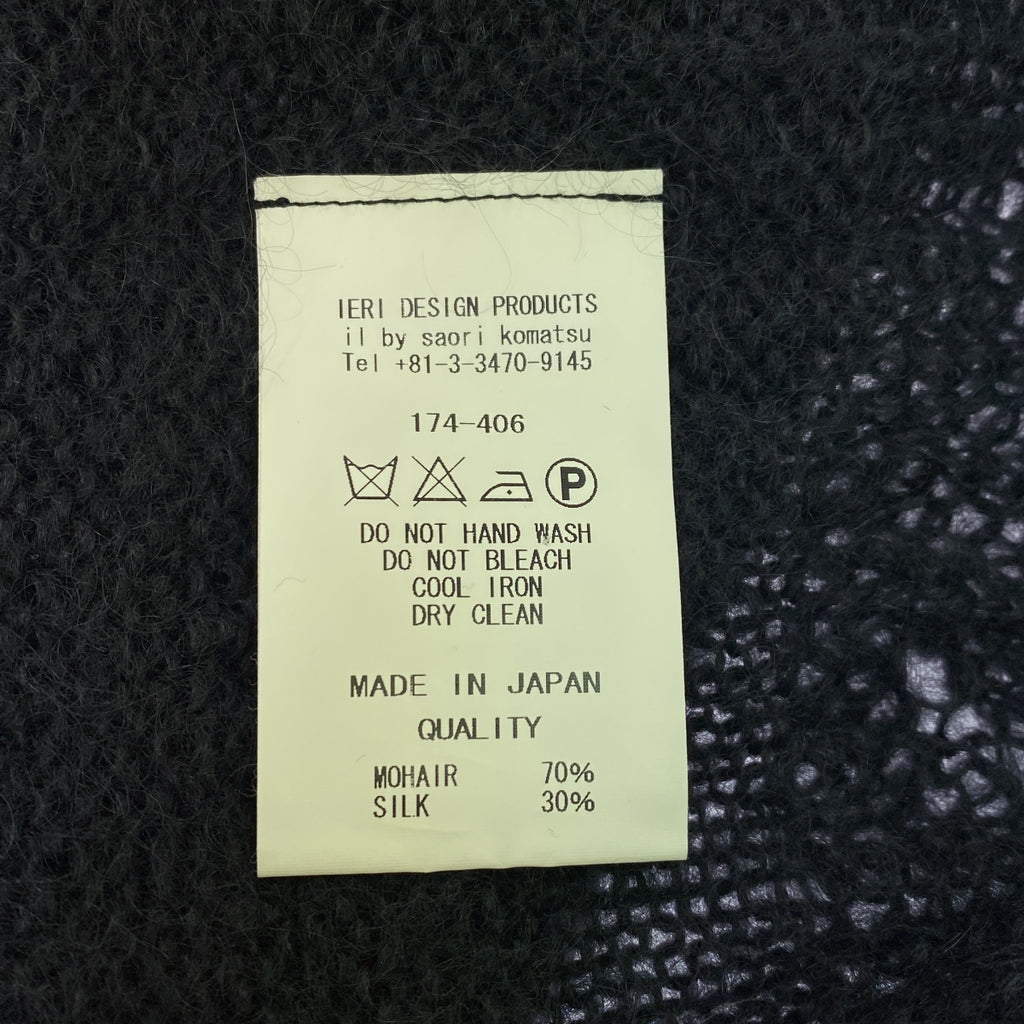 IERI DESIGN PRODUCTS
il by saori komatsu
Tel +81-3-3470-9145
174-406
P
DO NOT HAND WASH
DO NOT BLEACH
COOL IRON
DRY CLEAN
MADE IN JAPAN
QUALITY
MOHAIR 70%
SILK 30%